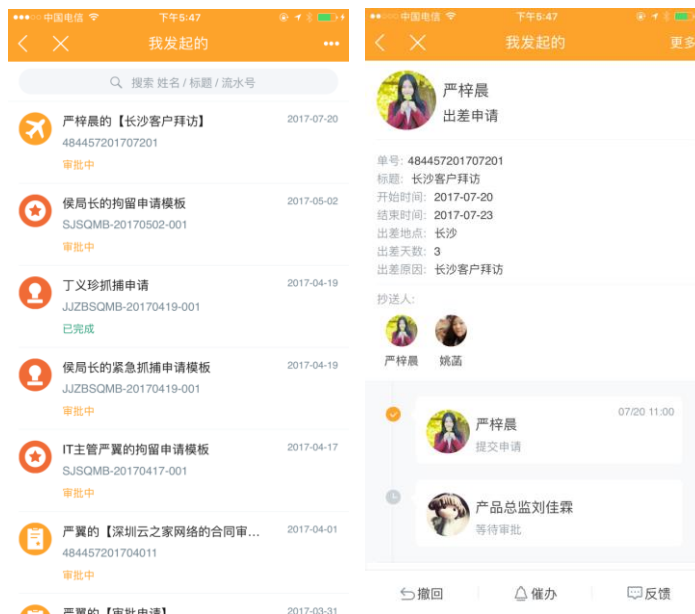 中国电信 下午5:47
我发起的
搜索 姓名 / 标题 / 流水号
严梓晨的【长沙客户拜访】 2017-07-20
484457201707201
审批中
侯局长的拘留申请模板 2017-05-02
SJSQMB-20170502-001
审批中
丁义珍抓捕申请 2017-04-19
JJZBSQMB-20170419-001
已完成
侯局长的紧急抓捕申请模板 2017-04-19
JJZBSQMB-20170419-001
审批中
IT主管严翼的拘留申请模板 2017-04-17
SJSQMB-20170417-001
审批中
严翼的【深圳云之家网络的合同审... 2017-04-01
484457201704011
审批中
严翼的【审批申请】 2017-03-31
中国电信 下午5:47
我发起的 更多
严梓晨
出差申请
单号: 484457201707201
标题: 长沙客户拜访
开始时间: 2017-07-20
结束时间: 2017-07-23
出差地点: 长沙
出差天数: 3
出差原因: 长沙客户拜访
抄送人:
严梓晨 姚菡
严梓晨 07/20 11:00
提交申请
产品总监刘佳霖
等待审批
撤回 催办 反馈